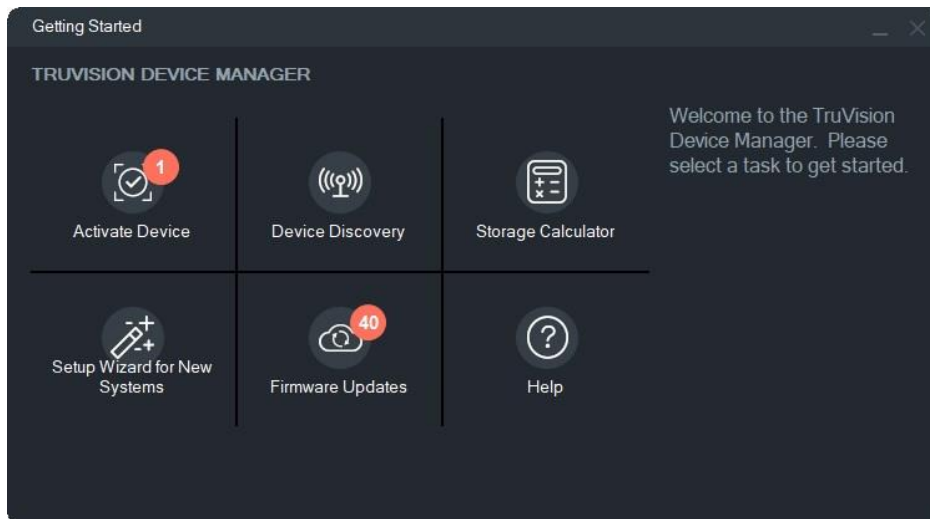 Getting Started
TRUVISION DEVICE MANAGER
Welcome to the TruVision
Device Manager. Please
select a task to get started.
1
Activate Device
Device Discovery
Storage Calculator
Setup Wizard for New
Systems
40
Firmware Updates
Help